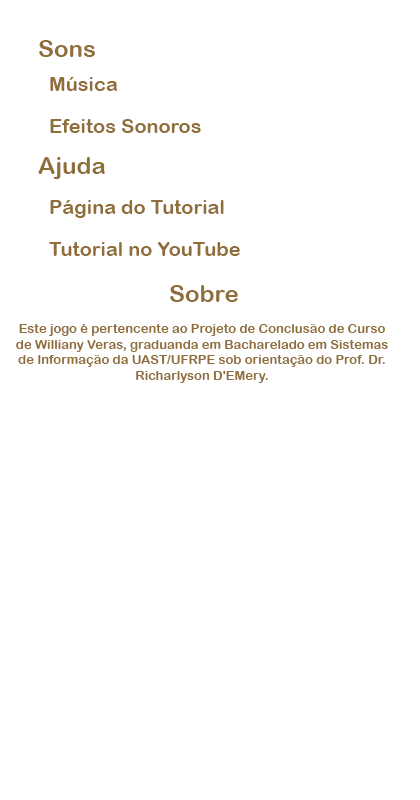 Sons
Música
Efeitos Sonoros
Ajuda
Página do Tutorial
Tutorial no YouTube
Sobre
Este jogo é pertencente ao Projeto de Conclusão de Curso
de Williany Veras, graduanda em Bacharelado em Sistemas
de Informação da UAST/UFRPE sob orientação do Prof. Dr.
Richarlyson D'EMery.